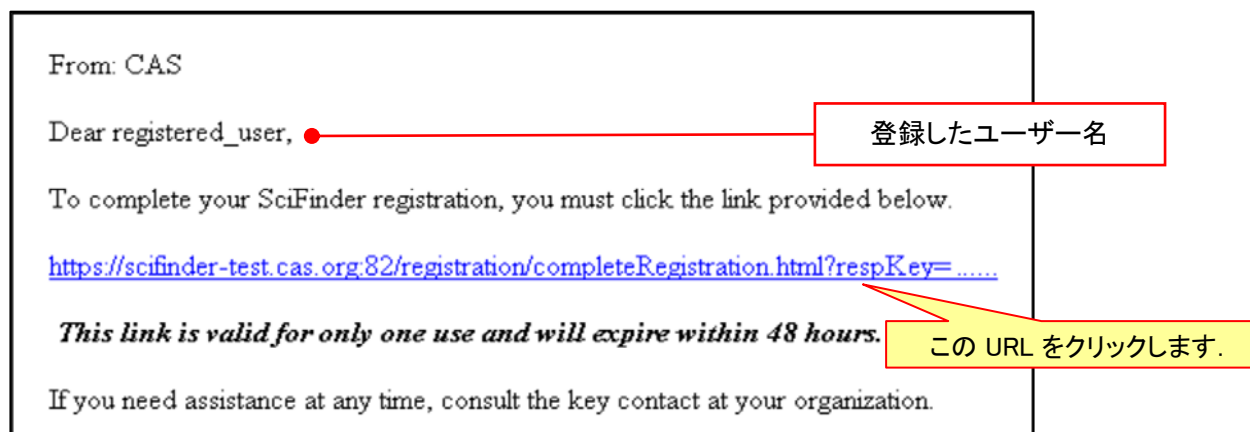 From: CAS
Dear registered_user,
登録したユーザー名
To complete your SciFinder registration, you must click the link provided below.
https://scifinder-test.cas.org:82/registration/completeRegistration.html?respKey= ......
This link is valid for only one use and will expire within 48 hours.
この URL をクリックします.
If you need assistance at any time, consult the key contact at your organization.